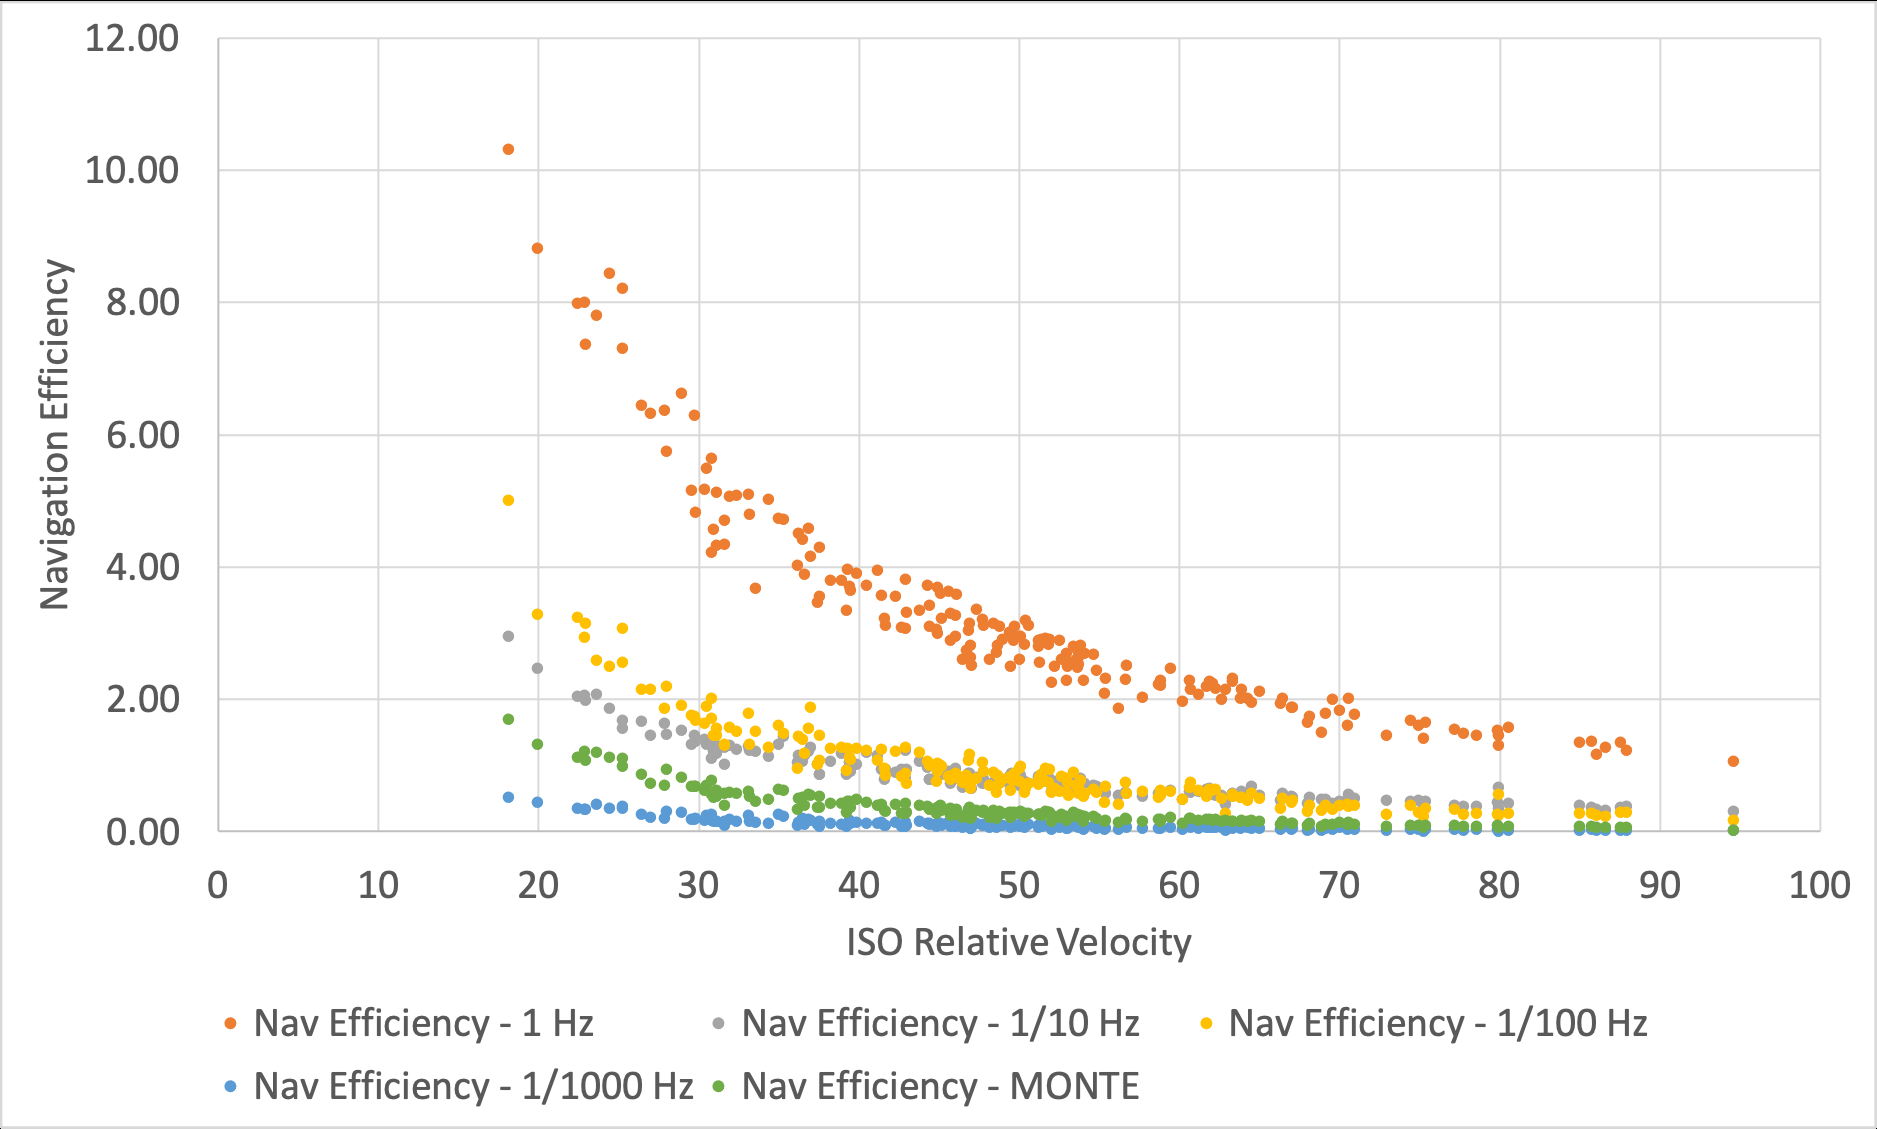 12.00
10.00
8.00
6.00
4.00
2.00
0.00
Navigation Efficiency
0 10 20 30 40 50 60 70 80 90 100
ISO Relative Velocity
Nav Efficiency - 1 Hz Nav Efficiency - 1/10 Hz Nav Efficiency - 1/100 Hz
Nav Efficiency - 1/1000 Hz Nav Efficiency - MONTE